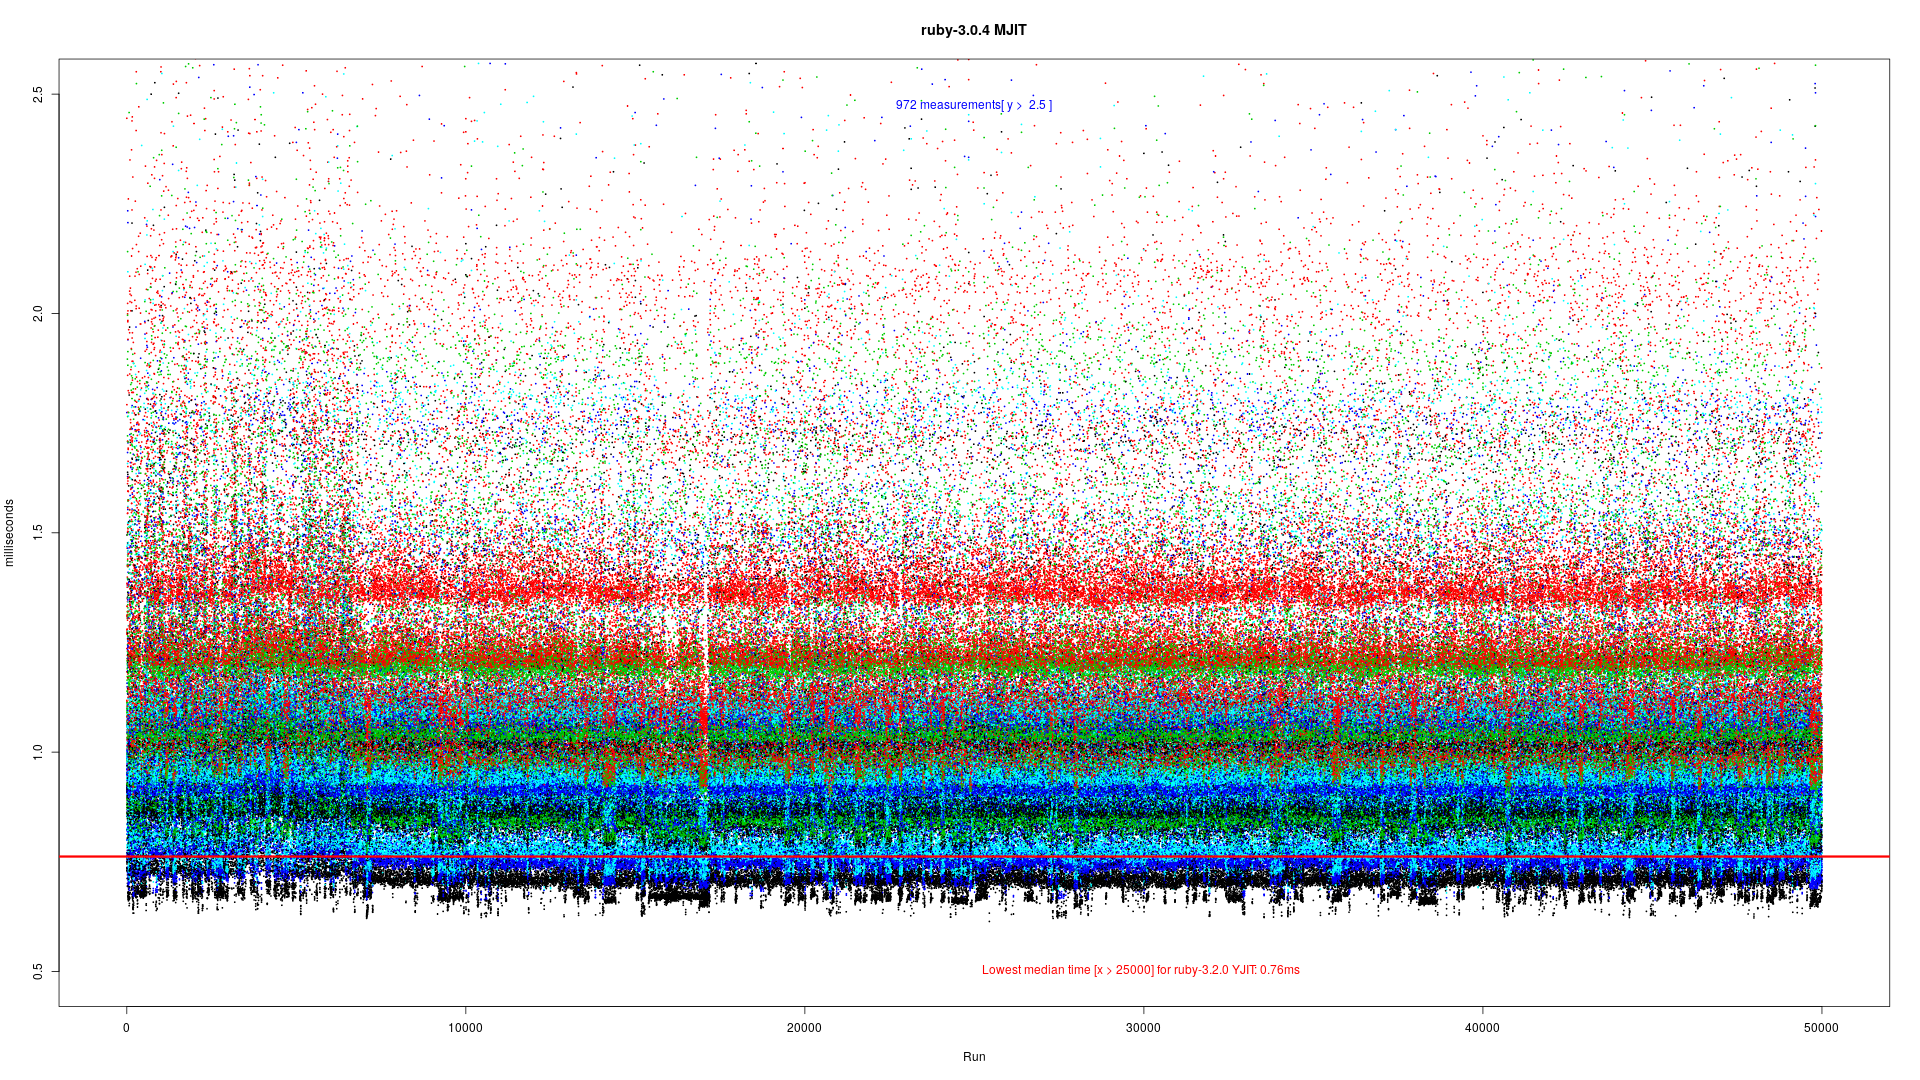 ruby-3.0.4 MJIT
972 measurements[ y >  2.5 ]
2.5
2.0
1.5
1.0
0.5
milliseconds
Lowest median time [x > 25000] for ruby-3.2.0 YJIT: 0.76ms
0 10000 20000 30000 40000 50000
Run